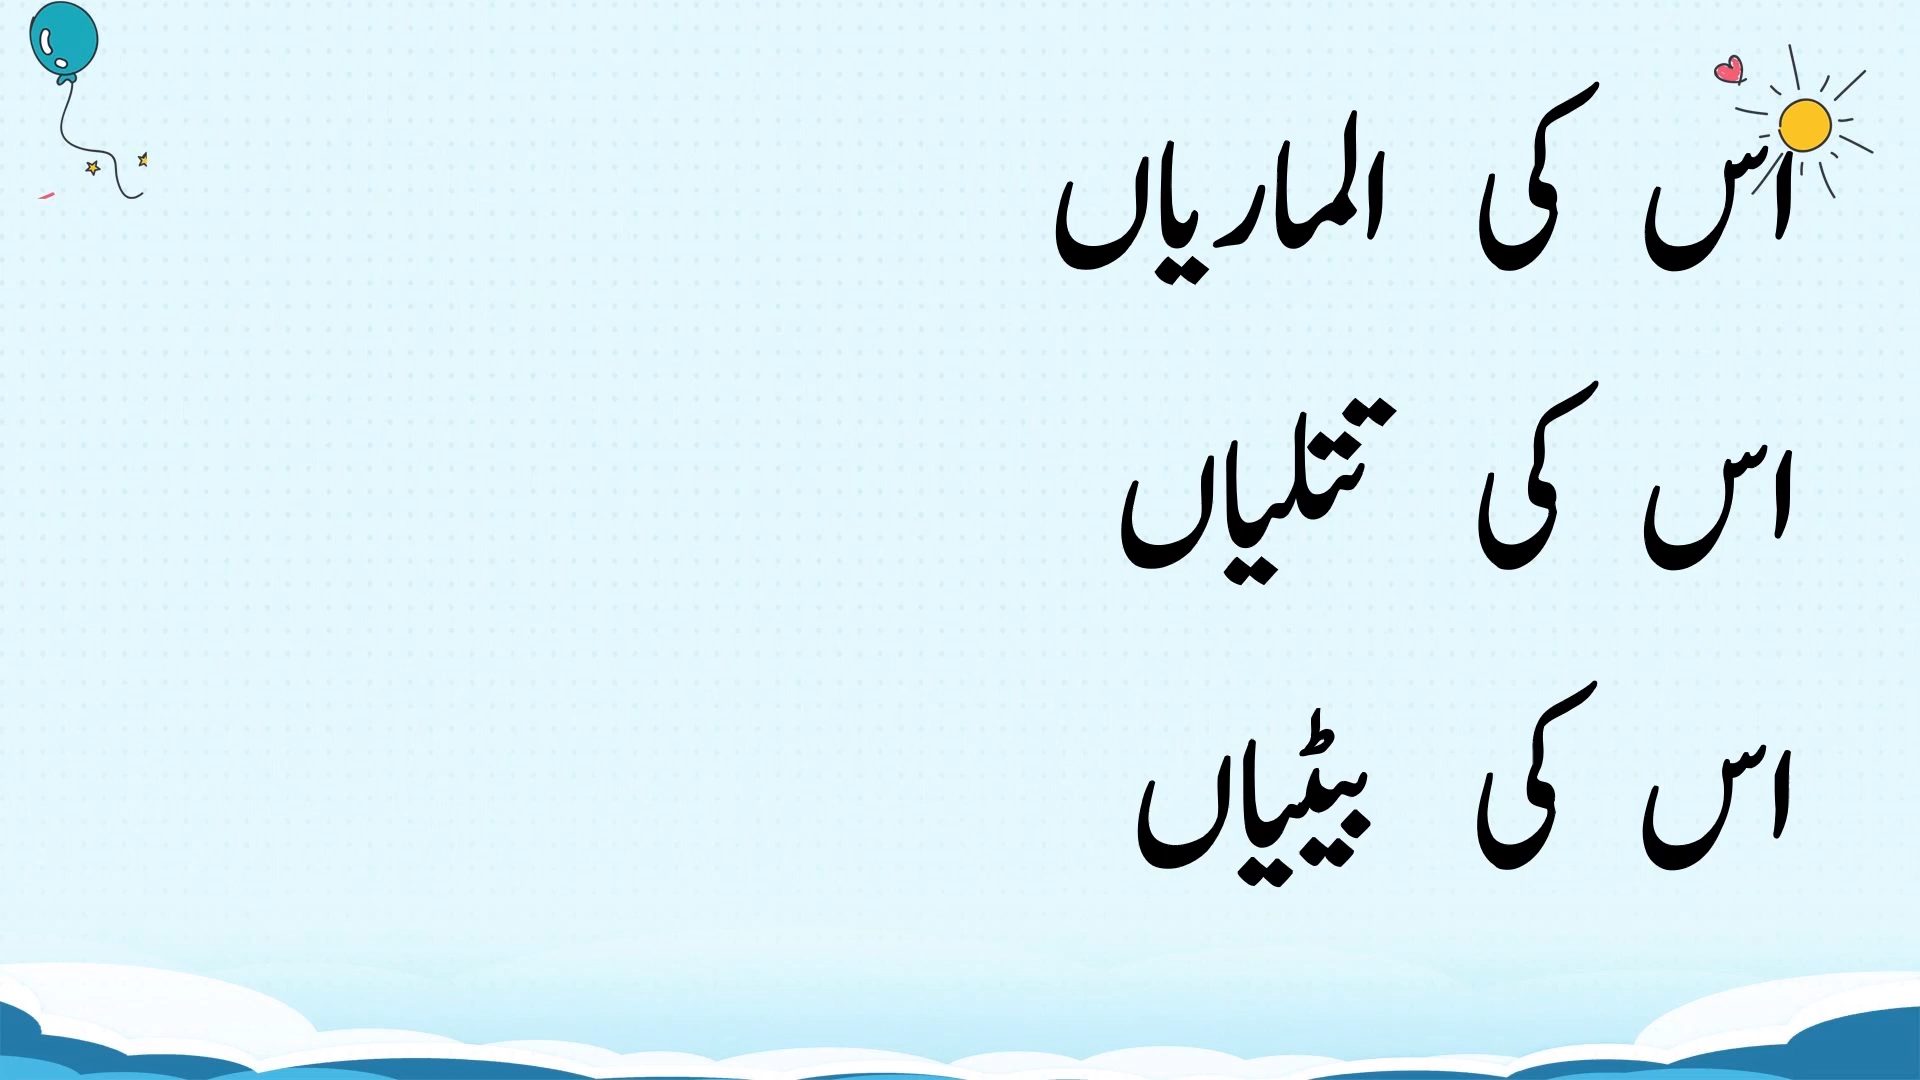 اس کی الماریاں
اس کی تتلیاں
اس کی بیٹیاں